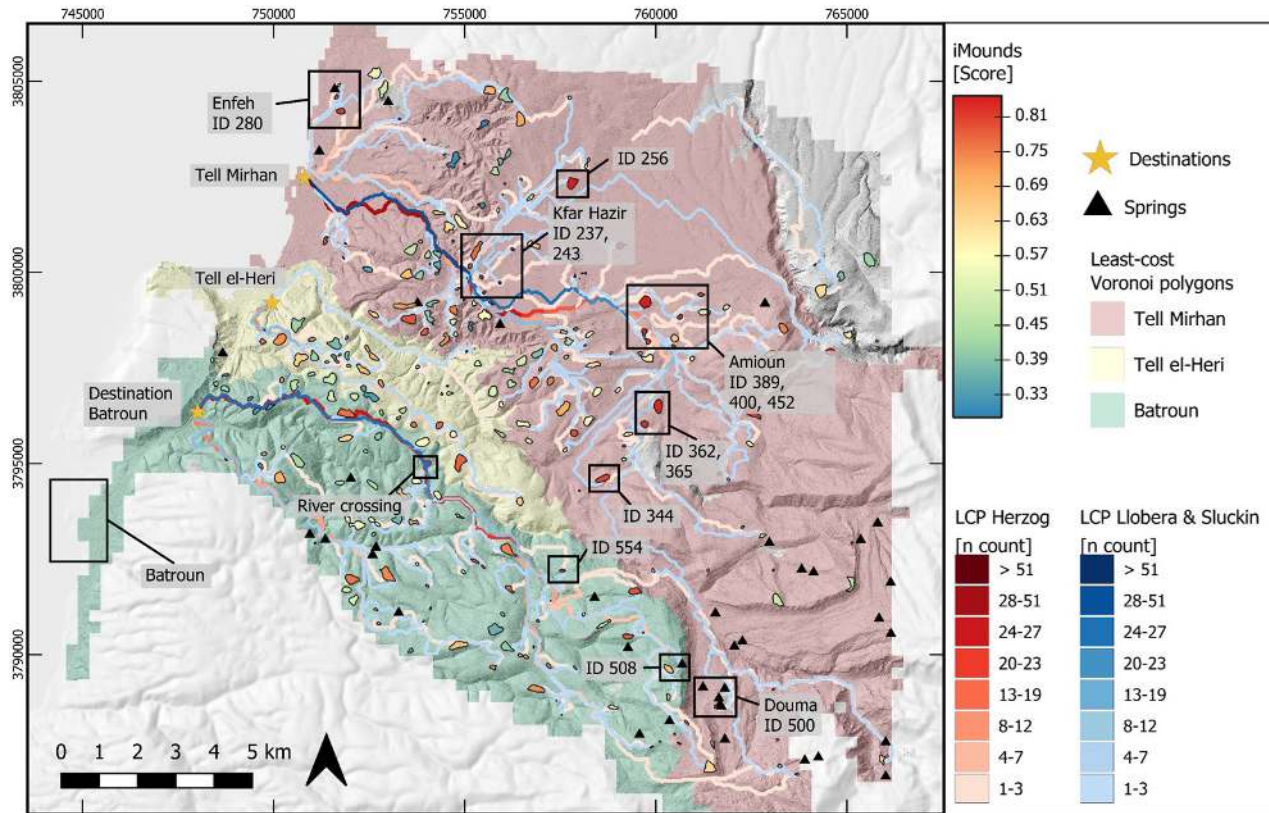 745000
750000
755000
760000
765000
3805000
3800000
3795000
3790000
Enfeh
ID 280
Tell Mirhan
ID 256
Kfar Hazir
ID 237,
243
Tell el-Heri
Amioun
ID 389,
400, 452
Destination
Batroun
ID 362,
365
River crossing
ID 344
Batroun
ID 554
ID 508
Douma
ID 500
0 1 2 3 4 5 km
iMounds
[Score]
0.81
0.75
0.69
0.63
0.57
0.51
0.45
0.39
0.33
Destinations
Springs
Least-cost
Voronoi polygons
Tell Mirhan
Tell el-Heri
Batroun
LCP Herzog
[n count]
> 51
28-51
24-27
20-23
13-19
8-12
4-7
1-3
LCP Llobera & Sluckin
[n count]
> 51
28-51
24-27
20-23
13-19
8-12
4-7
1-3